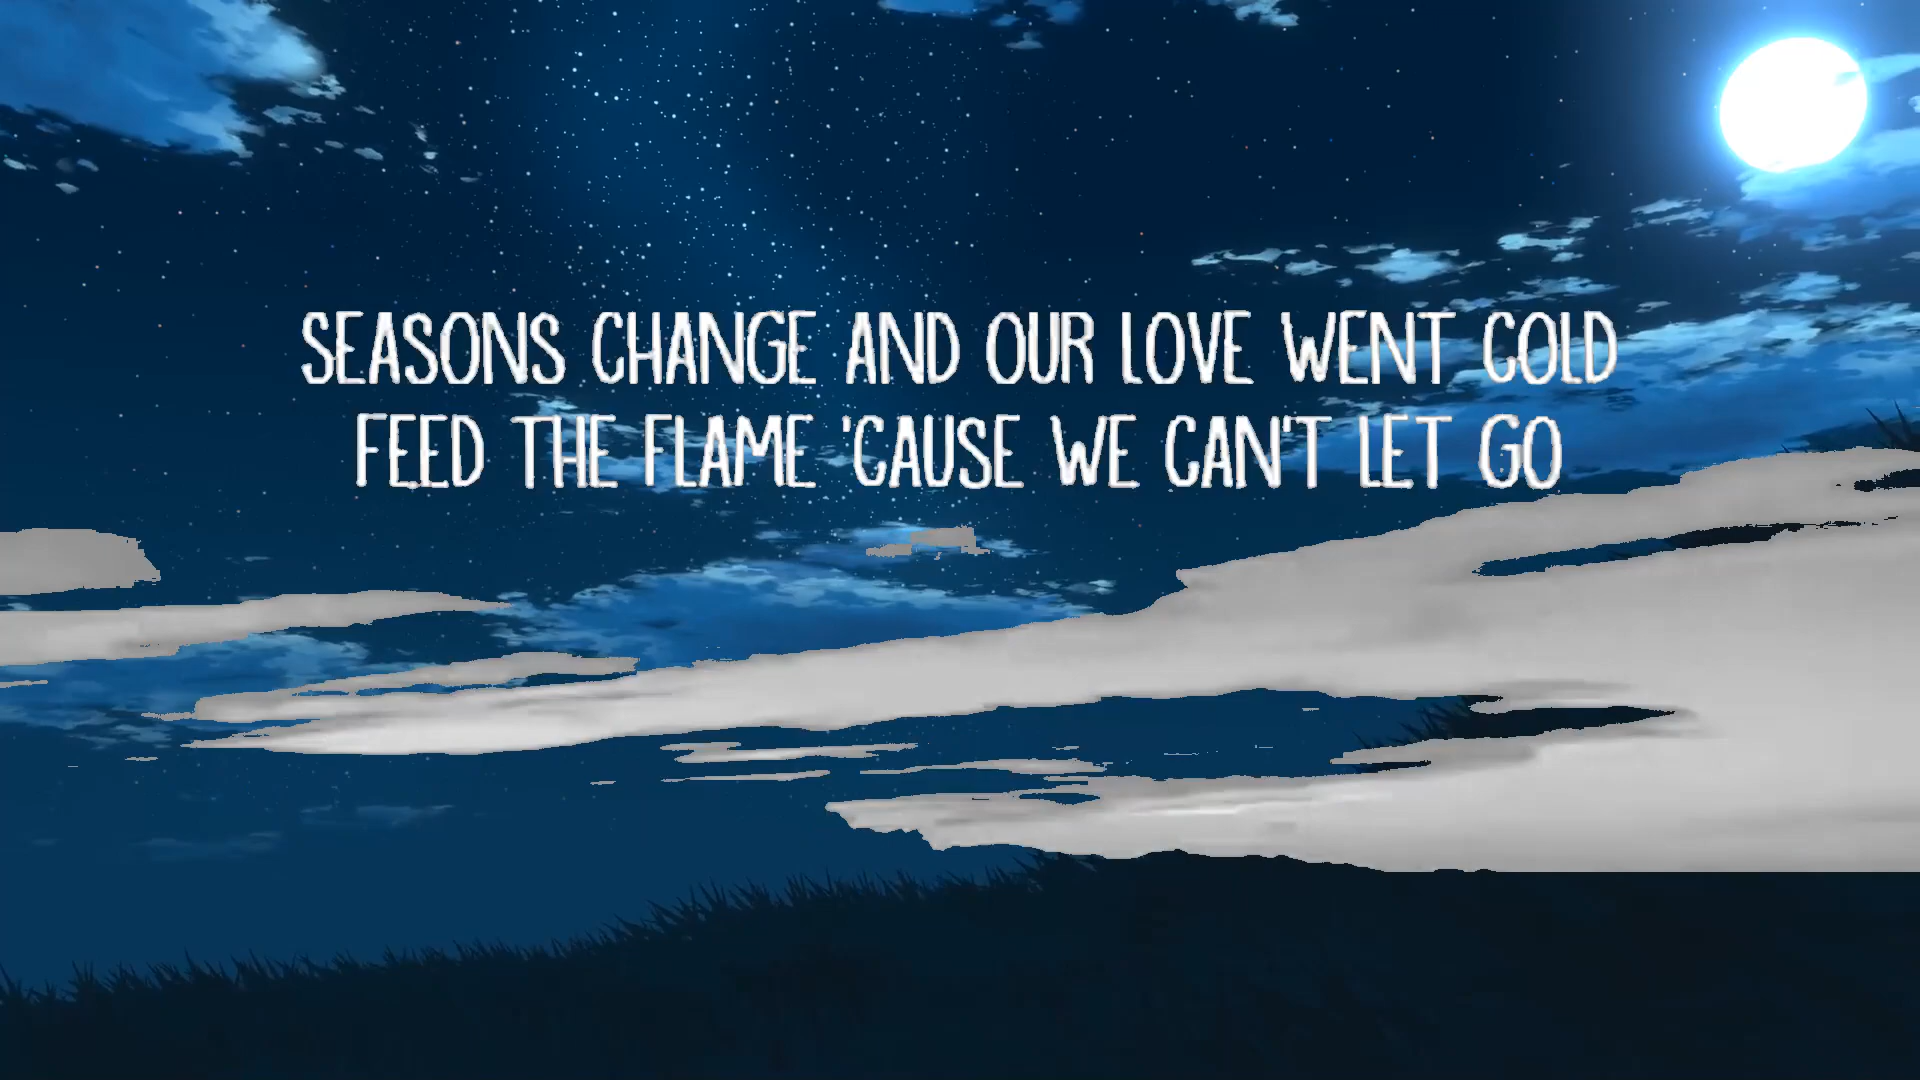 SEASONS CHANGE AND OUR LOVE WENT COLD
FEED THE FLAME 'CAUSE WE CAN'T LET GO